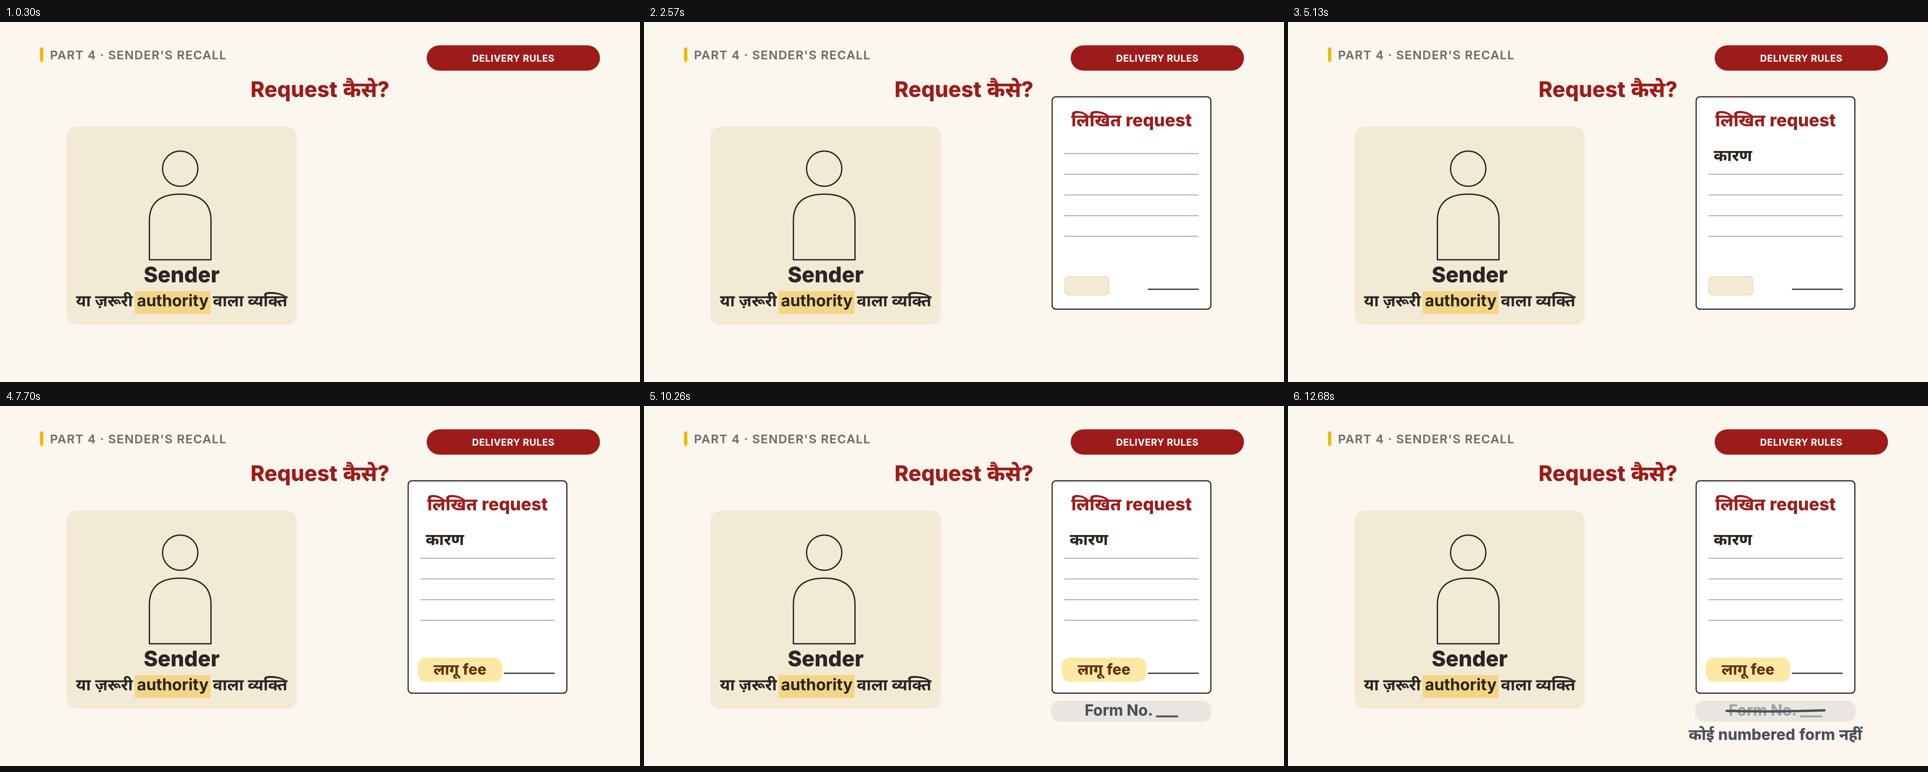 1. 0.30s
PART 4 · SENDER'S RECALL
DELIVERY RULES
Request कैसे?
Sender
या ज़रूरी authority वाला व्यक्ति
2. 2.57s
PART 4 · SENDER'S RECALL
DELIVERY RULES
Request कैसे?
लिखित request
Sender
या ज़रूरी authority वाला व्यक्ति
3. 5.13s
PART 4 · SENDER'S RECALL
DELIVERY RULES
Request कैसे?
लिखित request
कारण
Sender
या ज़रूरी authority वाला व्यक्ति
4. 7.70s
PART 4 · SENDER'S RECALL
DELIVERY RULES
Request कैसे?
लिखित request
कारण
Sender
लागू fee
या ज़रूरी authority वाला व्यक्ति
5. 10.26s
PART 4 · SENDER'S RECALL
DELIVERY RULES
Request कैसे?
लिखित request
कारण
Sender
लागू fee
या ज़रूरी authority वाला व्यक्ति
Form No. ___
6. 12.68s
PART 4 · SENDER'S RECALL
DELIVERY RULES
Request कैसे?
लिखित request
कारण
Sender
लागू fee
या ज़रूरी authority वाला व्यक्ति
Form No. ___
कोई numbered form नहीं